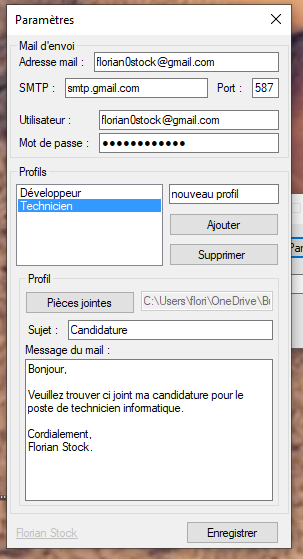 Paramètres
Mail d'envoi
Adresse mail : florian0stock@gmail.com
SMTP : smtp.gmail.com Port : 587
Utilisateur : florian0stock@gmail.com
Mot de passe : ●●●●●●●●●●●●
Profils
Développeur nouveau profil
Technicien
Ajouter
Supprimer
Profil
Pièces jointes C:\Users\flori\OneDrive\Bu
Sujet : Candidature
Message du mail :
Bonjour,
Veuillez trouver ci joint ma candidature pour le
poste de technicien informatique.
Cordialement,
Florian Stock.
Florian Stock Enregistrer